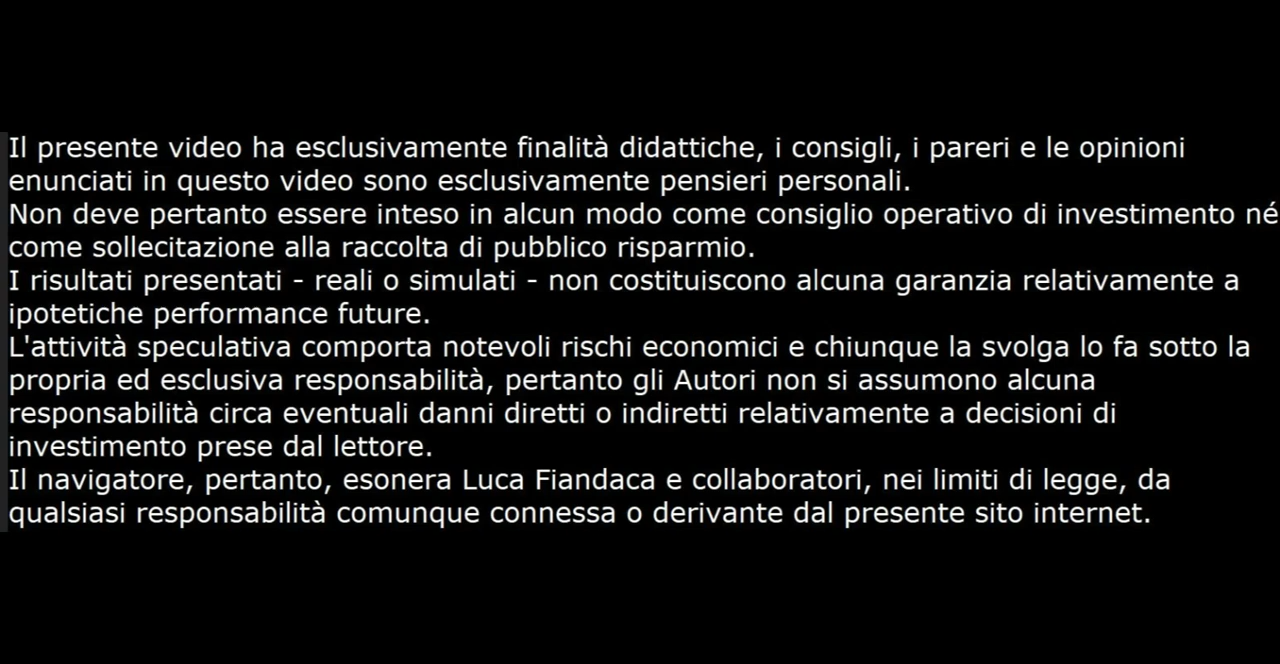 Il presente video ha esclusivamente finalità didattiche, i consigli, i pareri e le opinioni
enunciati in questo video sono esclusivamente pensieri personali.
Non deve pertanto essere inteso in alcun modo come consiglio operativo di investimento né
come sollecitazione alla raccolta di pubblico risparmio.
I risultati presentati - reali o simulati - non costituiscono alcuna garanzia relativamente a
ipotetiche performance future.
L'attività speculativa comporta notevoli rischi economici e chiunque la svolga lo fa sotto la
propria ed esclusiva responsabilità, pertanto gli Autori non si assumono alcuna
responsabilità circa eventuali danni diretti o indiretti relativamente a decisioni di
investimento prese dal lettore.
Il navigatore, pertanto, esonera Luca Fiandaca e collaboratori, nei limiti di legge, da
qualsiasi responsabilità comunque connessa o derivante dal presente sito internet.